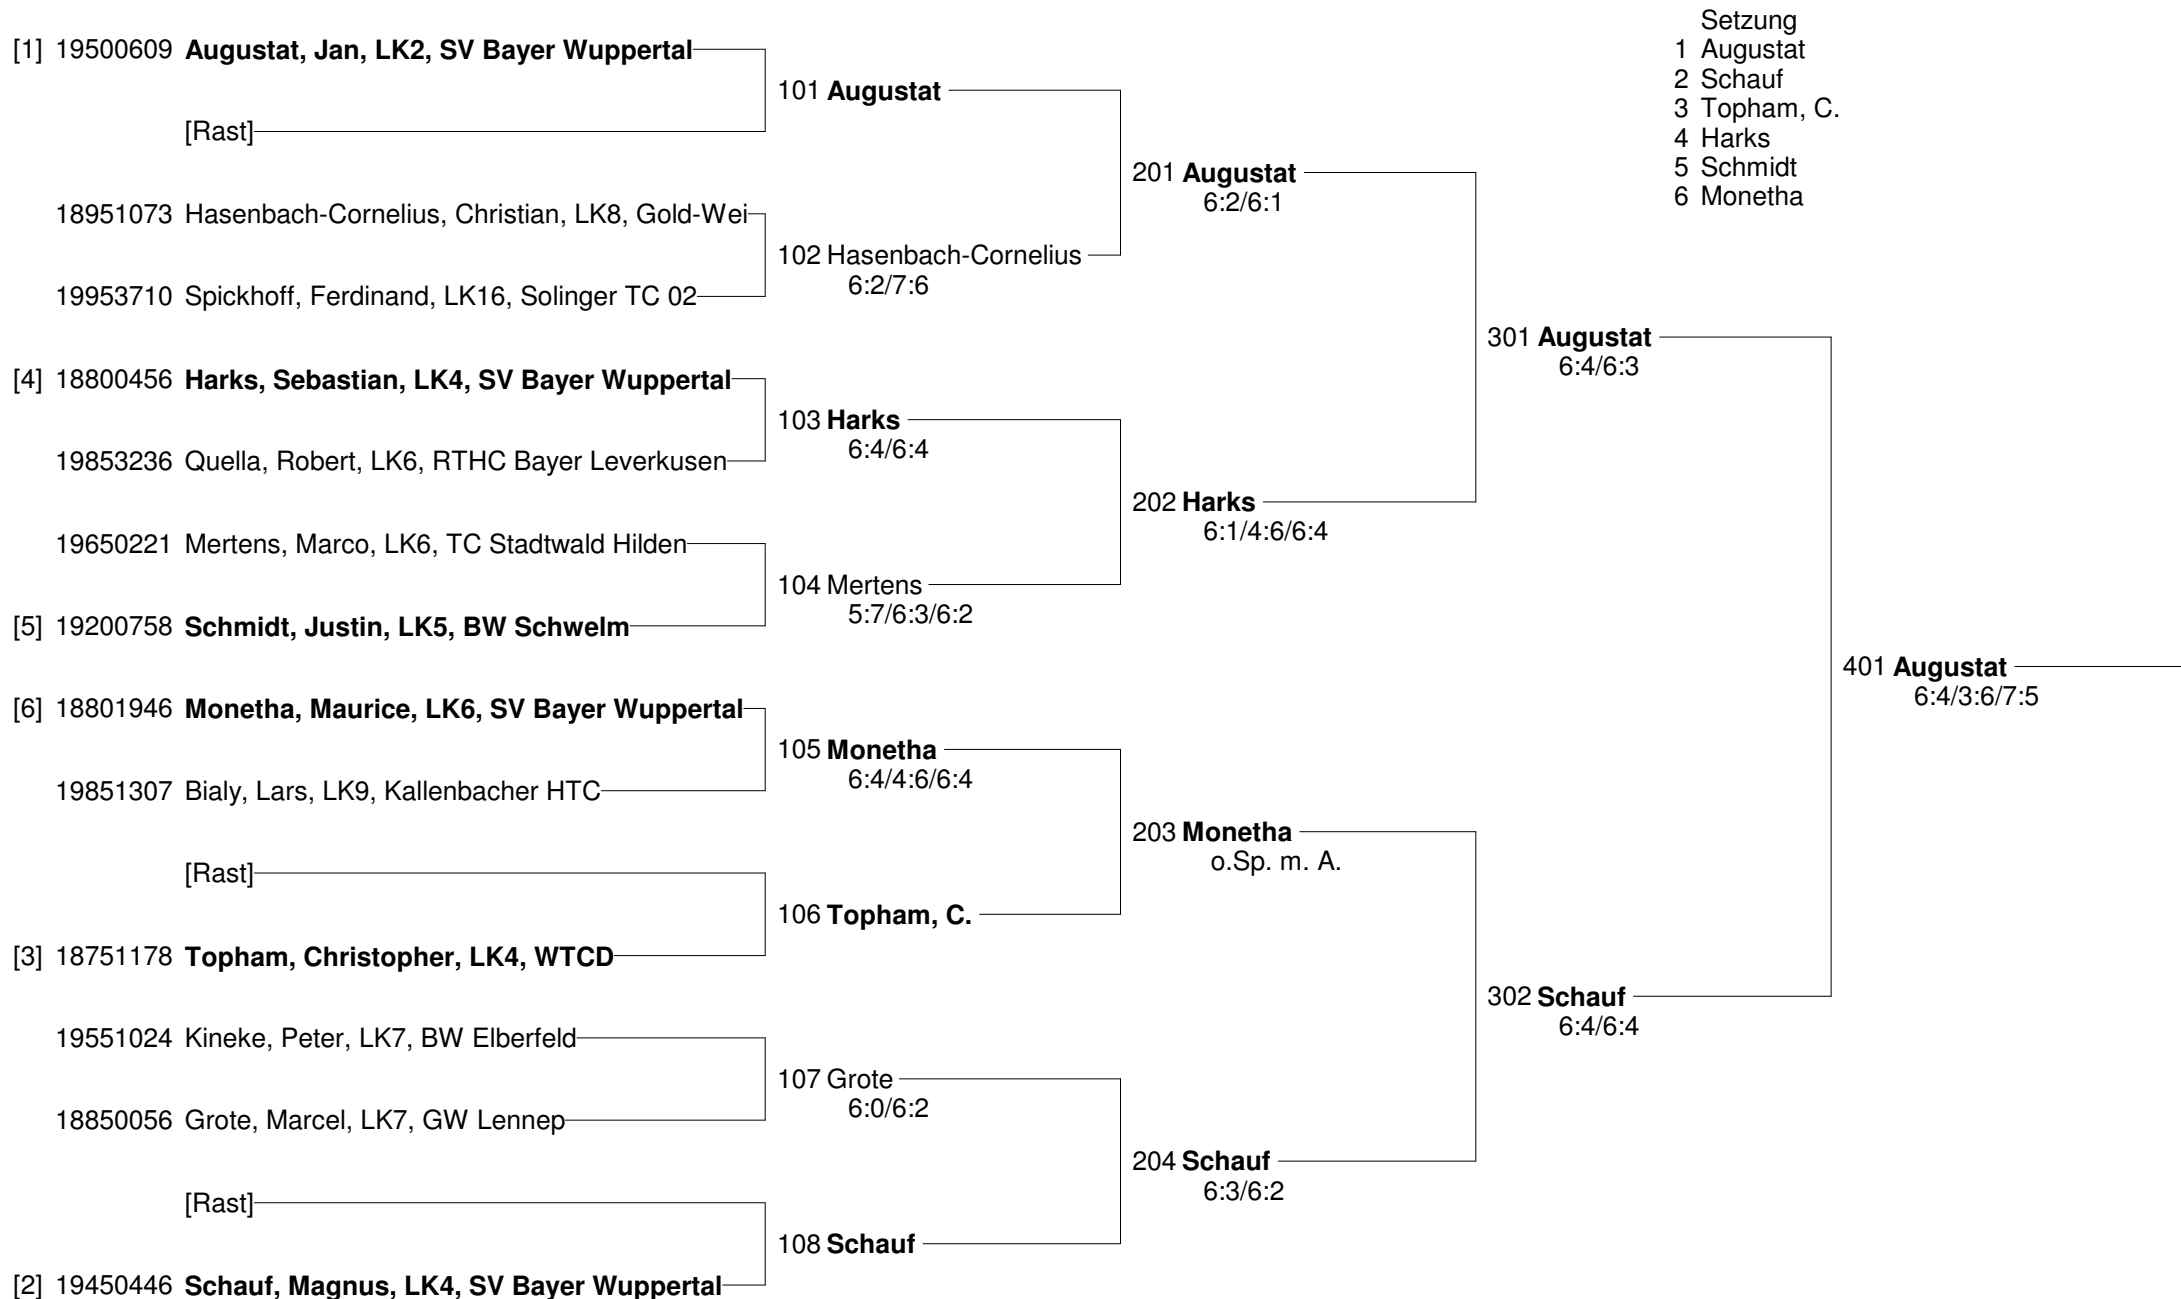 Setzung
1 Augustat
2 Schauf
3 Topham, C.
4 Harks
5 Schmidt
6 Monetha
[1] 19500609 Augustat, Jan, LK2, SV Bayer Wuppertal
[Rast]
18951073 Hasenbach-Cornelius, Christian, LK8, Gold-Wei
19953710 Spickhoff, Ferdinand, LK16, Solinger TC 02
[4] 18800456 Harks, Sebastian, LK4, SV Bayer Wuppertal
19853236 Quella, Robert, LK6, RTHC Bayer Leverkusen
19650221 Mertens, Marco, LK6, TC Stadtwald Hilden
[5] 19200758 Schmidt, Justin, LK5, BW Schwelm
[6] 18801946 Monetha, Maurice, LK6, SV Bayer Wuppertal
19851307 Bialy, Lars, LK9, Kallenbacher HTC
[Rast]
[3] 18751178 Topham, Christopher, LK4, WTCD
19551024 Kineke, Peter, LK7, BW Elberfeld
18850056 Grote, Marcel, LK7, GW Lennep
[Rast]
[2] 19450446 Schauf, Magnus, LK4, SV Bayer Wuppertal
101 Augustat
102 Hasenbach-Cornelius
6:2/7:6
103 Harks
6:4/6:4
104 Mertens
5:7/6:3/6:2
105 Monetha
6:4/4:6/6:4
106 Topham, C.
107 Grote
6:0/6:2
108 Schauf
201 Augustat
6:2/6:1
202 Harks
6:1/4:6/6:4
203 Monetha
o.Sp. m. A.
204 Schauf
6:3/6:2
301 Augustat
6:4/6:3
302 Schauf
6:4/6:4
401 Augustat
6:4/3:6/7:5